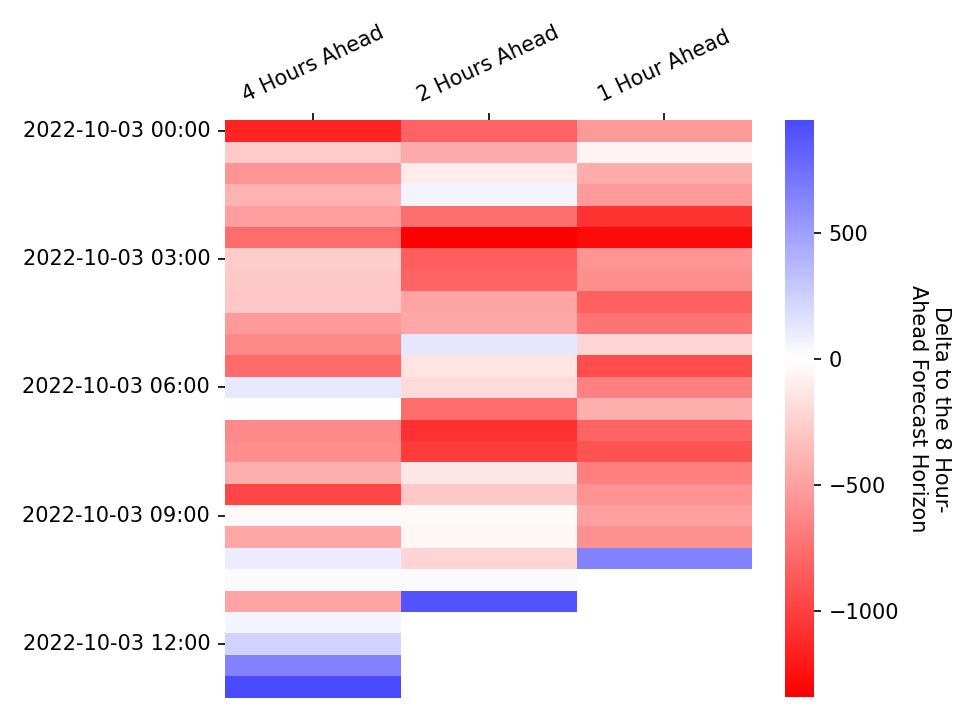 4 Hours Ahead
2 Hours Ahead
1 Hour Ahead
2022-10-03 00:00
2022-10-03 03:00
2022-10-03 06:00
2022-10-03 09:00
2022-10-03 12:00
500
0
−500
−1000
Delta to the 8 Hour-
Ahead Forecast Horizon